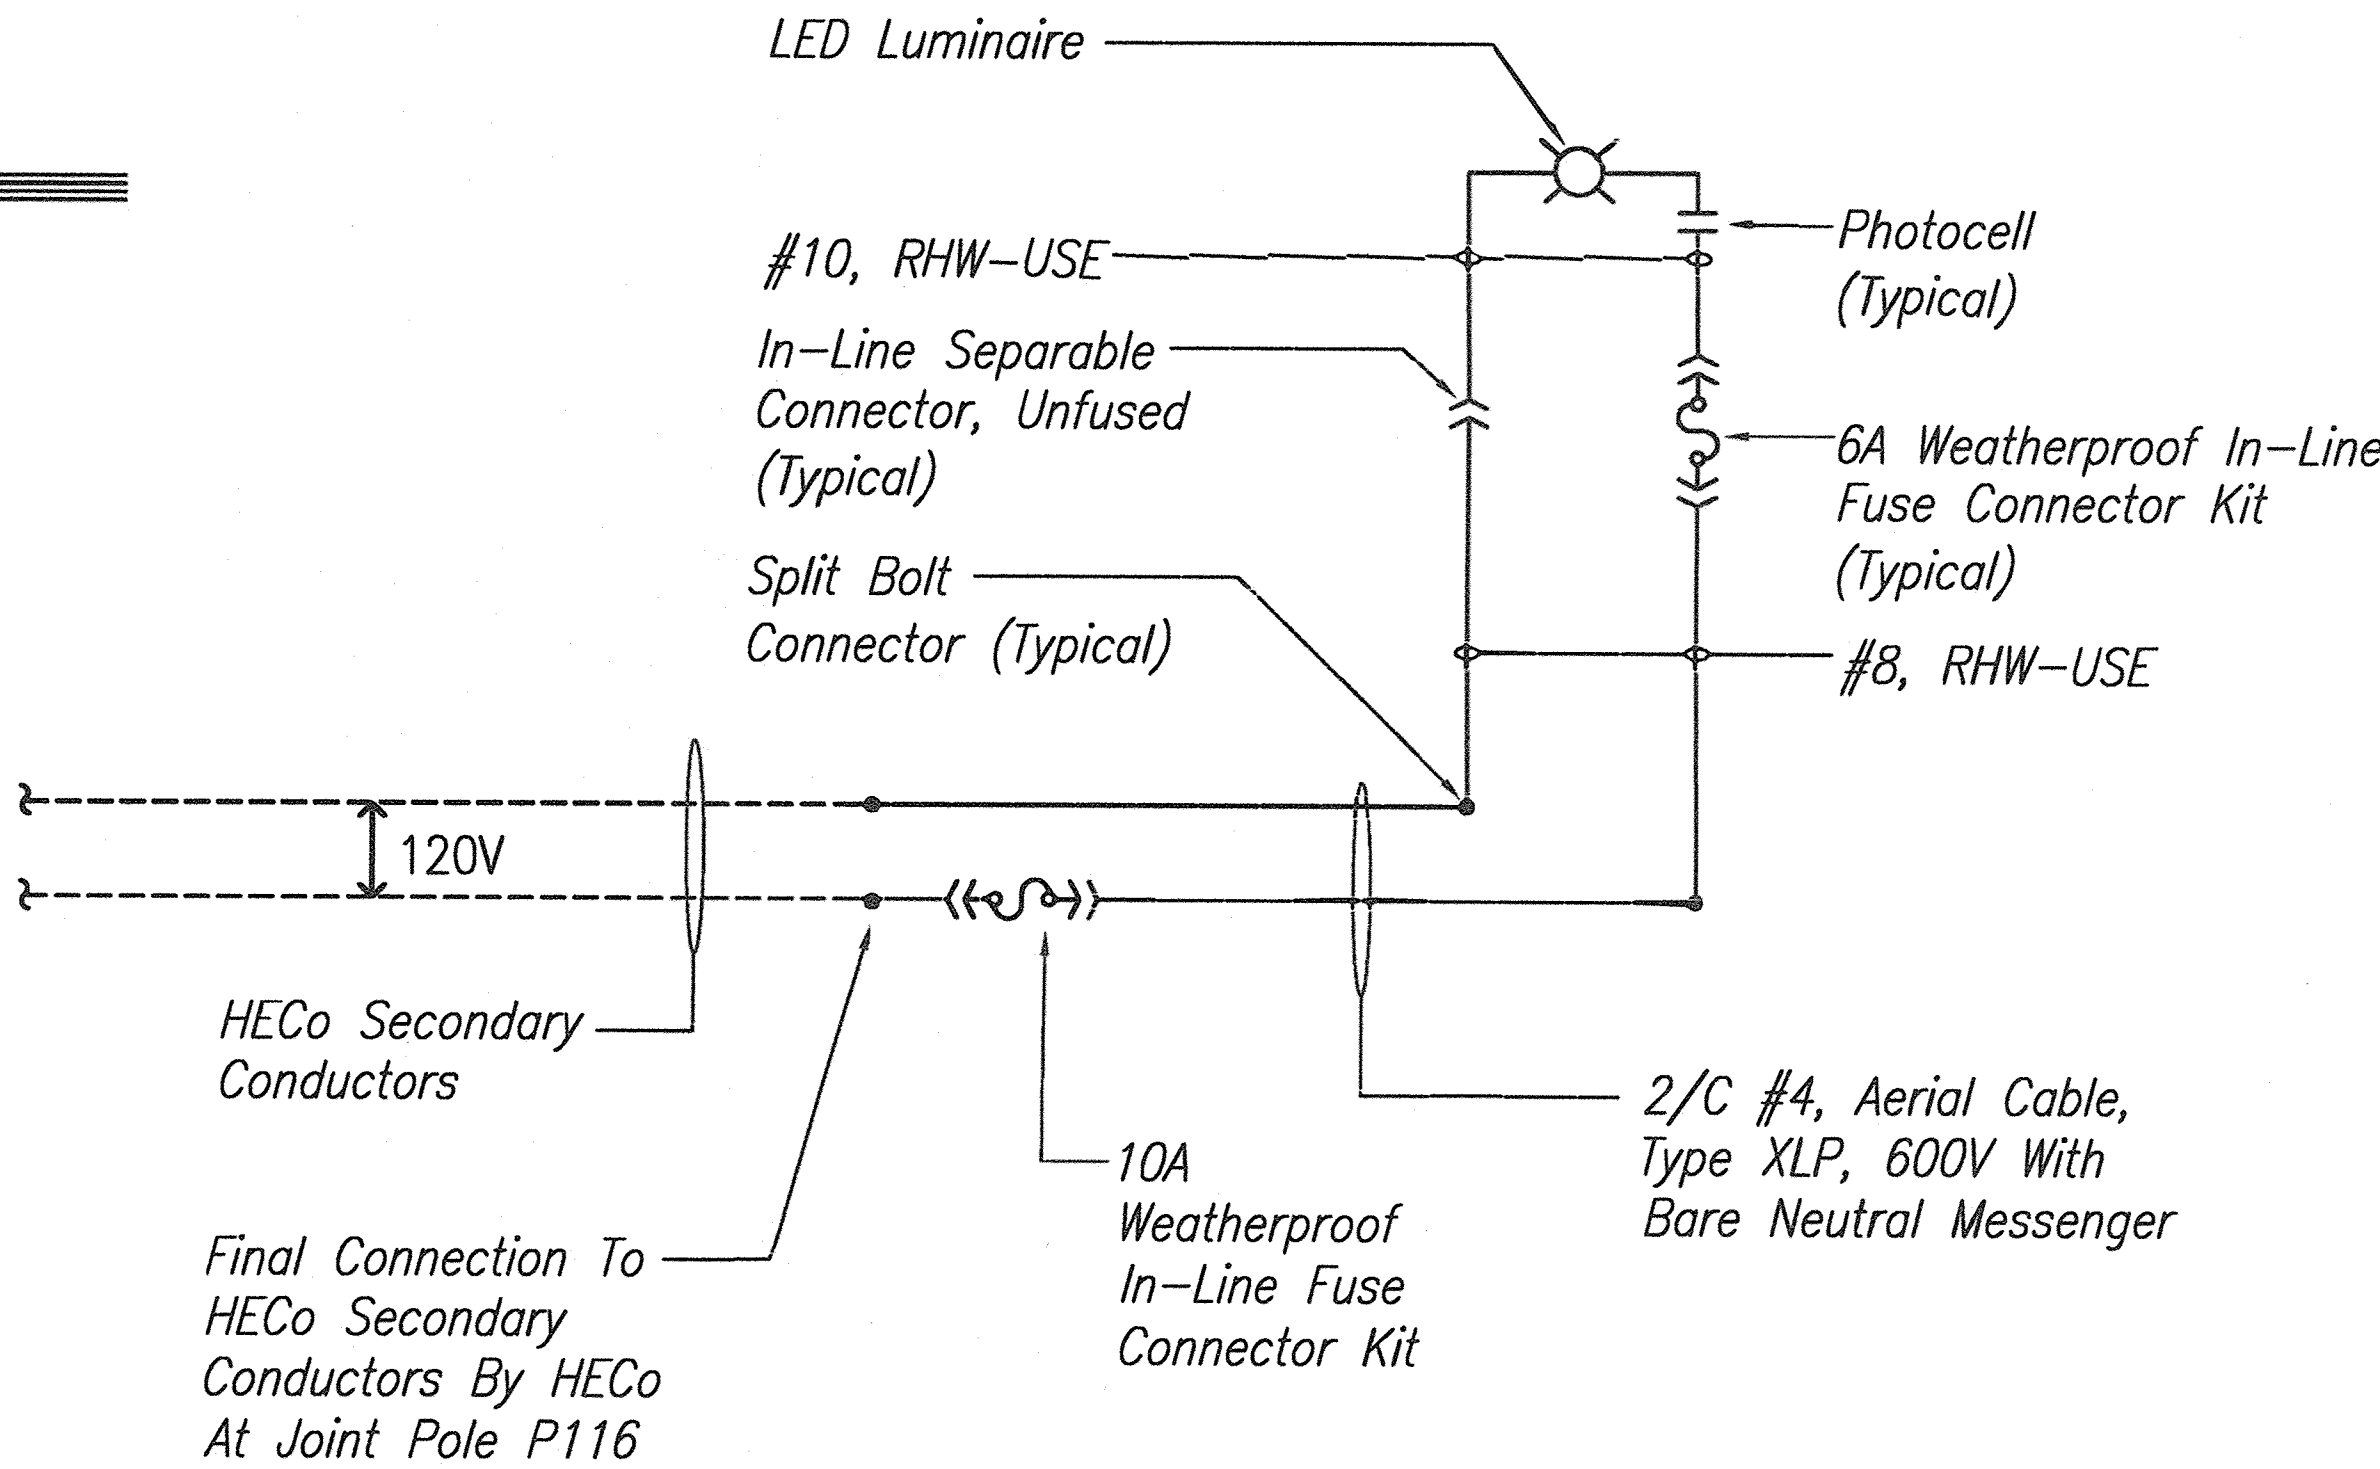 LED Luminaire
#10, RHW-USE
Photocell
(Typical)
In-Line Separable
Connector, Unfused
(Typical)
6A Weatherproof In-Line
Fuse Connector Kit
(Typical)
Split Bolt
Connector (Typical)
#8, RHW-USE
120V
HECo Secondary
Conductors
2/C #4, Aerial Cable,
Type XLP, 600V With
Bare Neutral Messenger
10A
Weatherproof
In-Line Fuse
Connector Kit
Final Connection To
HECo Secondary
Conductors By HECo
At Joint Pole P116